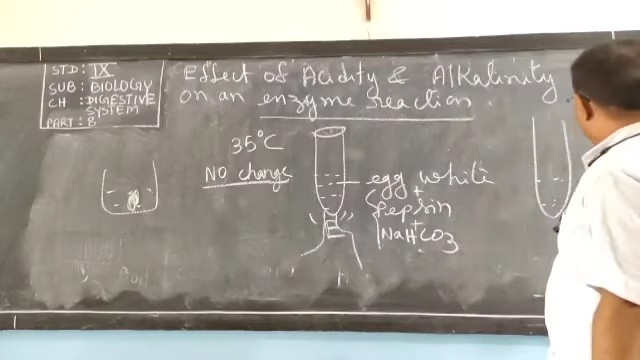 STD: IX
SUB: BIOLOGY
CH: DIGESTIVE
SYSTEM
PART: 8
Effect of Acidity & Alkalinity
on an enzyme reaction.
35°C
NO change
egg white
+
Pepsin
+
NaHCO3